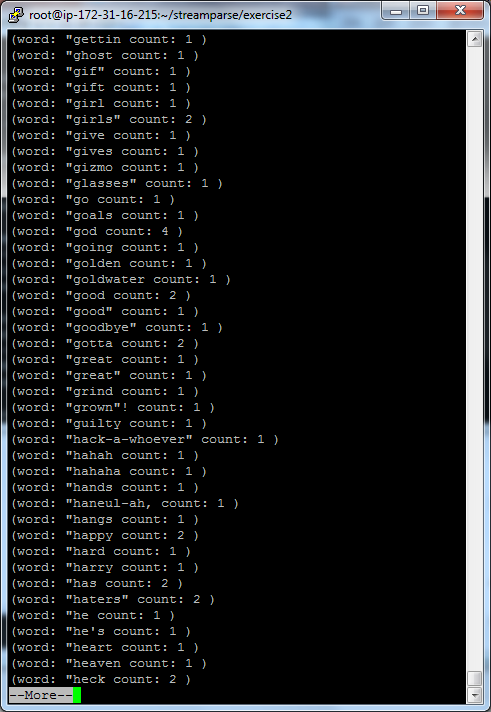 root@ip-172-31-16-215:~/streamparse/exercise2
(word: "gettin count: 1 )
(word: "ghost count: 1 )
(word: "gif" count: 1 )
(word: "gift count: 1 )
(word: "girl count: 1 )
(word: "girls" count: 2 )
(word: "give count: 1 )
(word: "gives count: 1 )
(word: "gizmo count: 1 )
(word: "glasses" count: 1 )
(word: "go count: 1 )
(word: "goals count: 1 )
(word: "god count: 4 )
(word: "going count: 1 )
(word: "golden count: 1 )
(word: "goldwater count: 1 )
(word: "good count: 2 )
(word: "good" count: 1 )
(word: "goodbye" count: 1 )
(word: "gotta count: 2 )
(word: "great count: 1 )
(word: "great" count: 1 )
(word: "grind count: 1 )
(word: "grown"! count: 1 )
(word: "guilty count: 1 )
(word: "hack-a-whoever" count: 1 )
(word: "hahah count: 1 )
(word: "hahaha count: 1 )
(word: "hands count: 1 )
(word: "haneul-ah, count: 1 )
(word: "hangs count: 1 )
(word: "happy count: 2 )
(word: "hard count: 1 )
(word: "harry count: 1 )
(word: "has count: 2 )
(word: "haters" count: 2 )
(word: "he count: 1 )
(word: "he's count: 1 )
(word: "heart count: 1 )
(word: "heaven count: 1 )
(word: "heck count: 2 )
--More--